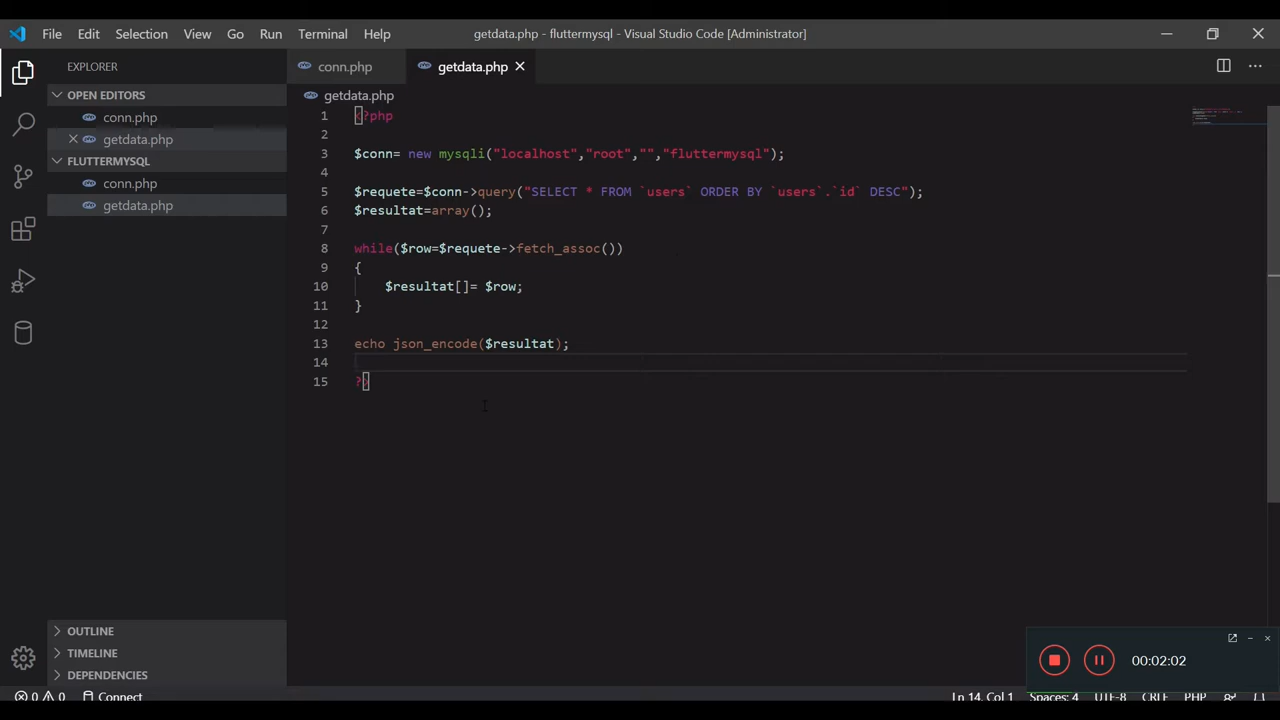 File Edit Selection View Go Run Terminal Help getdata.php - fluttermysql - Visual Studio Code [Administrator]
EXPLORER
OPEN EDITORS
conn.php
getdata.php
FLUTTERMYSQL
conn.php
getdata.php
OUTLINE
TIMELINE
DEPENDENCIES
conn.php getdata.php
getdata.php
1 <?php
2
3 $conn= new mysqli("localhost","root","","fluttermysql");
4
5 $requete=$conn->query("SELECT * FROM `users` ORDER BY `users`.`id` DESC");
6 $resultat=array();
7
8 while($row=$requete->fetch_assoc())
9 {
10 $resultat[]= $row;
11 }
12
13 echo json_encode($resultat);
14
15 ?>
00:02:02
0 0 Connect Ln 14, Col 1 Spaces: 4 UTF-8 CRLF PHP